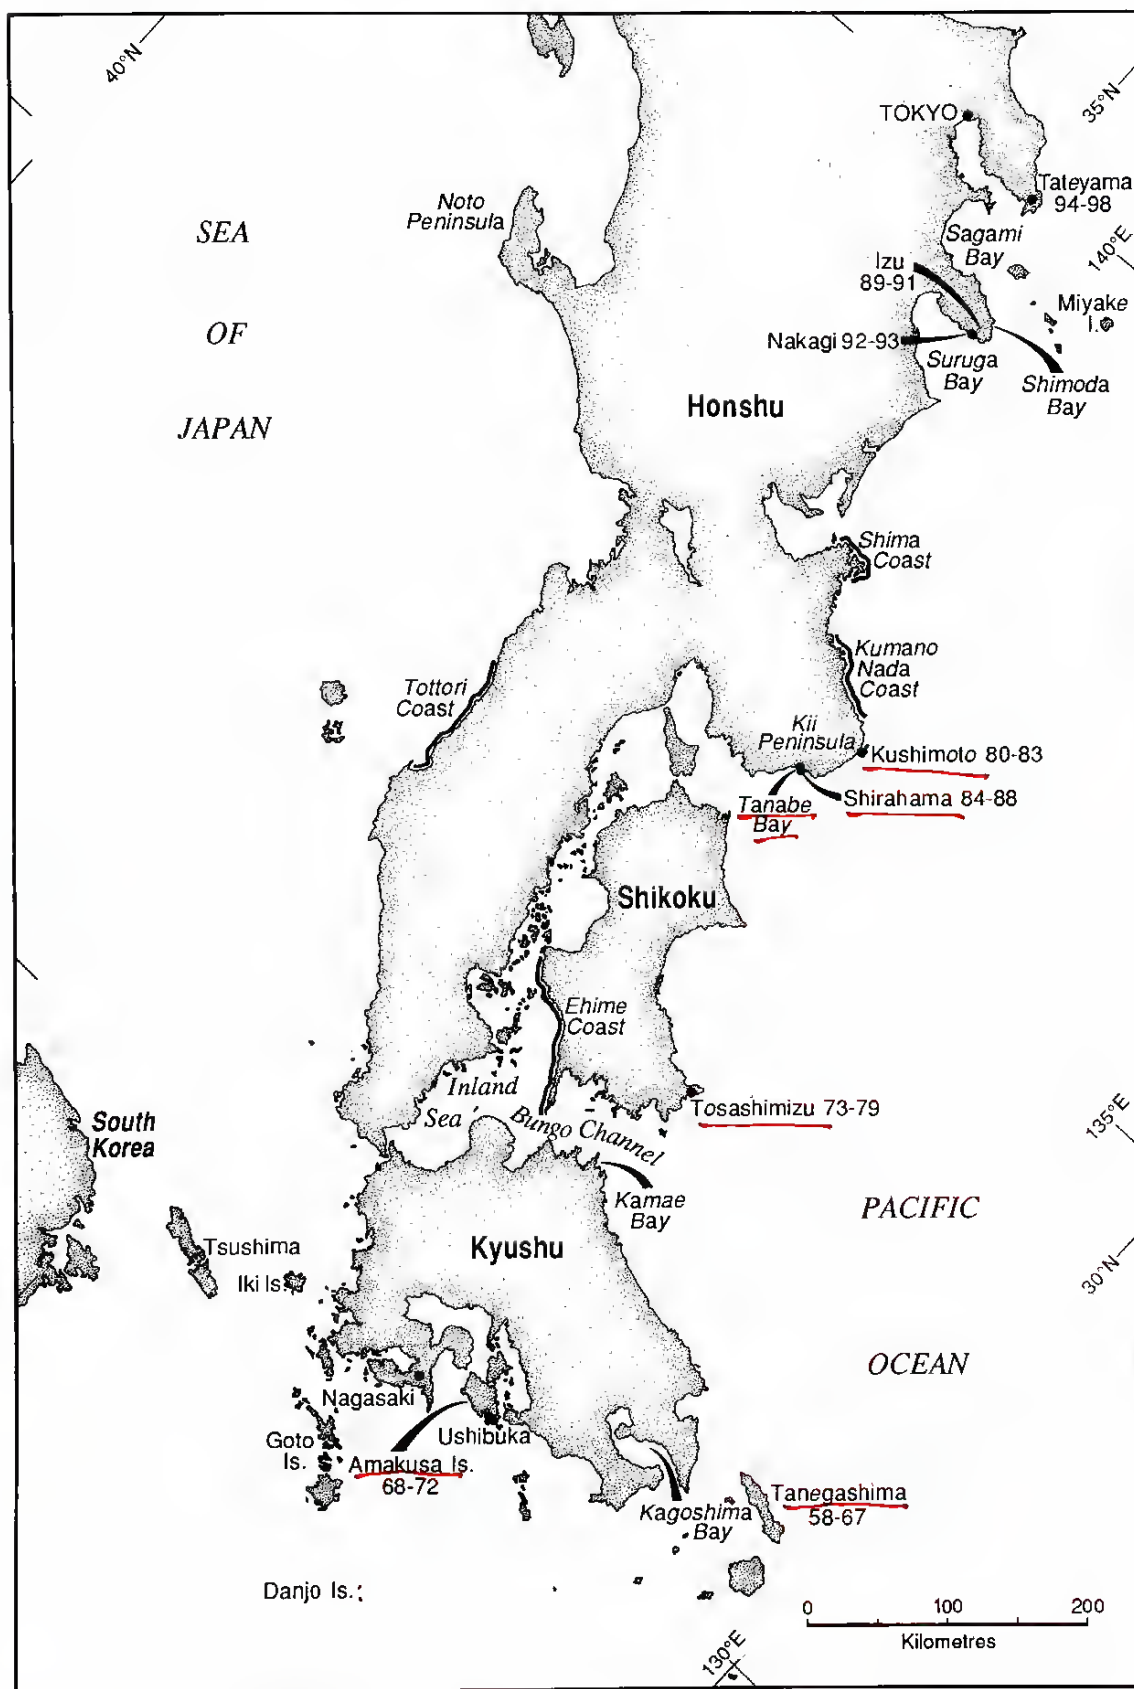 40°N
35°N
TOKYO
Tateyama
94-98
Noto
Peninsula
SEA
OF
JAPAN
Sagami
Bay
140°E
Izu
89-91
Miyake
I.
Nakagi 92-93
Suruga
Bay
Shimoda
Bay
Honshu
Shima
Coast
Kumano
Nada
Coast
Tottori
Coast
Kii
Peninsula
Kushimoto 80-83
Tanabe
Bay
Shirahama 84-88
Shikoku
Ehime
Coast
Inland
Sea
Bungo Channel
Tosashimizu 73-79
135°E
South
Korea
Kamae
Bay
PACIFIC
OCEAN
Kyushu
Tsushima
Iki Is.
30°N
Nagasaki
Ushibuka
Goto
Is.
Amakusa Is.
68-72
Kagoshima
Bay
Tanegashima
58-67
Danjo Is.
0 100 200
Kilometres
130°E